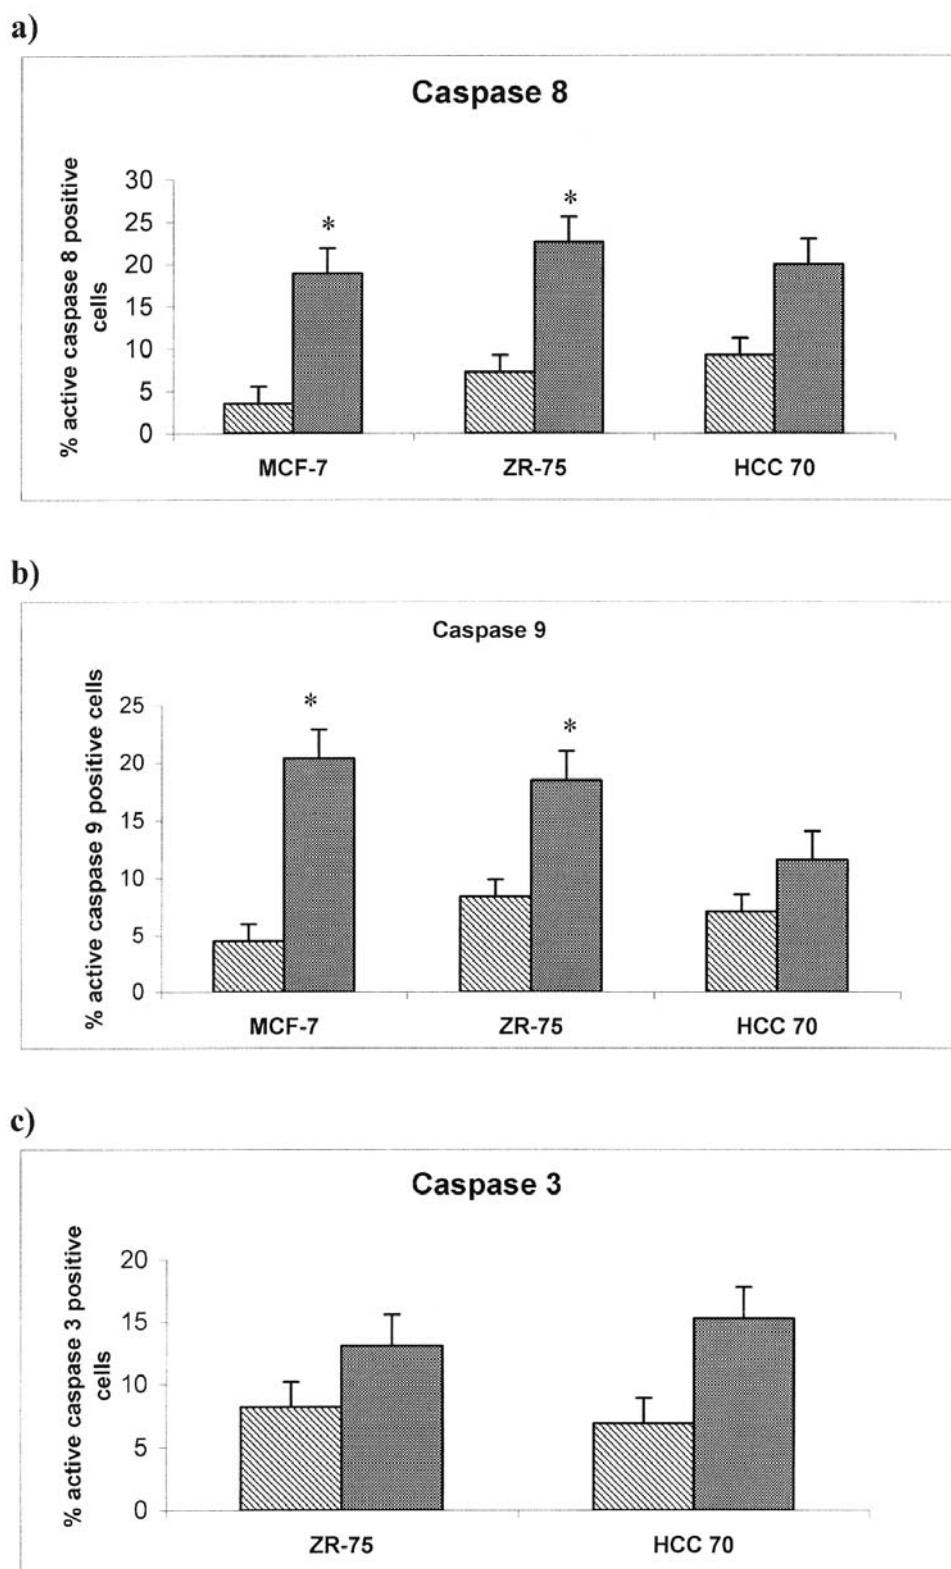 a)
Caspase 8
% active caspase 8 positive
cells
30
25
20
15
10
5
0
*
*
MCF-7 ZR-75 HCC 70
b)
Caspase 9
% active caspase 9 positive cells
25
20
15
10
5
0
*
*
MCF-7 ZR-75 HCC 70
c)
Caspase 3
% active caspase 3 positive
cells
20
15
10
5
0
ZR-75 HCC 70